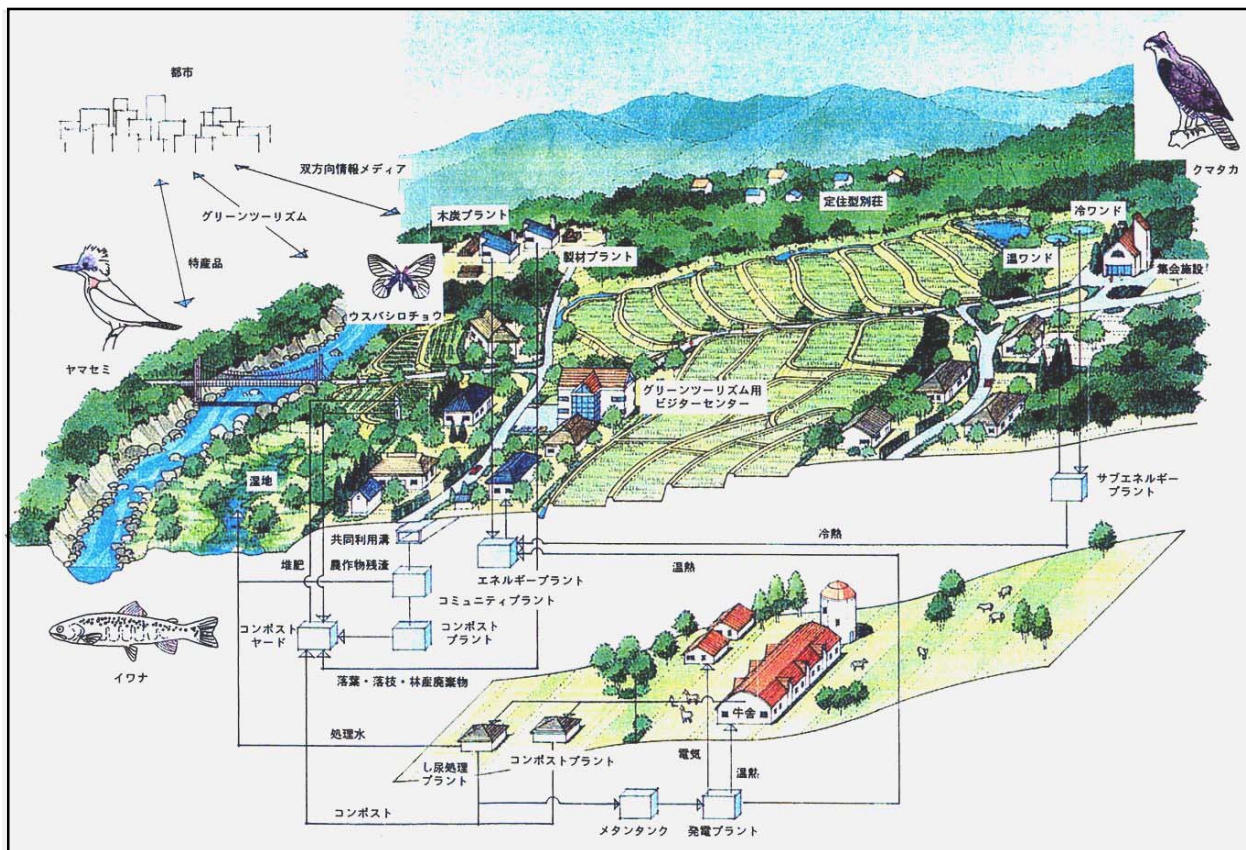 都市
双方向情報メディア
グリーンツーリズム
特産品
クマタカ
定住型別荘
冷ワンド
木炭プラント
製材プラント
温ワンド
集会施設
ウスバシロチョウ
ヤマセミ
グリーンツーリズム用
ビジターセンター
湿地
サブエネルギー
プラント
共同利用溝
冷熱
堆肥
農作物残渣
エネルギープラント
温熱
コミュニティプラント
コンポスト
ヤード
コンポスト
プラント
イワナ
落葉・落枝・林産廃棄物
牛舎
処理水
し尿処理
プラント
コンポストプラント
電気
温熱
コンポスト
メタンタンク
発電プラント